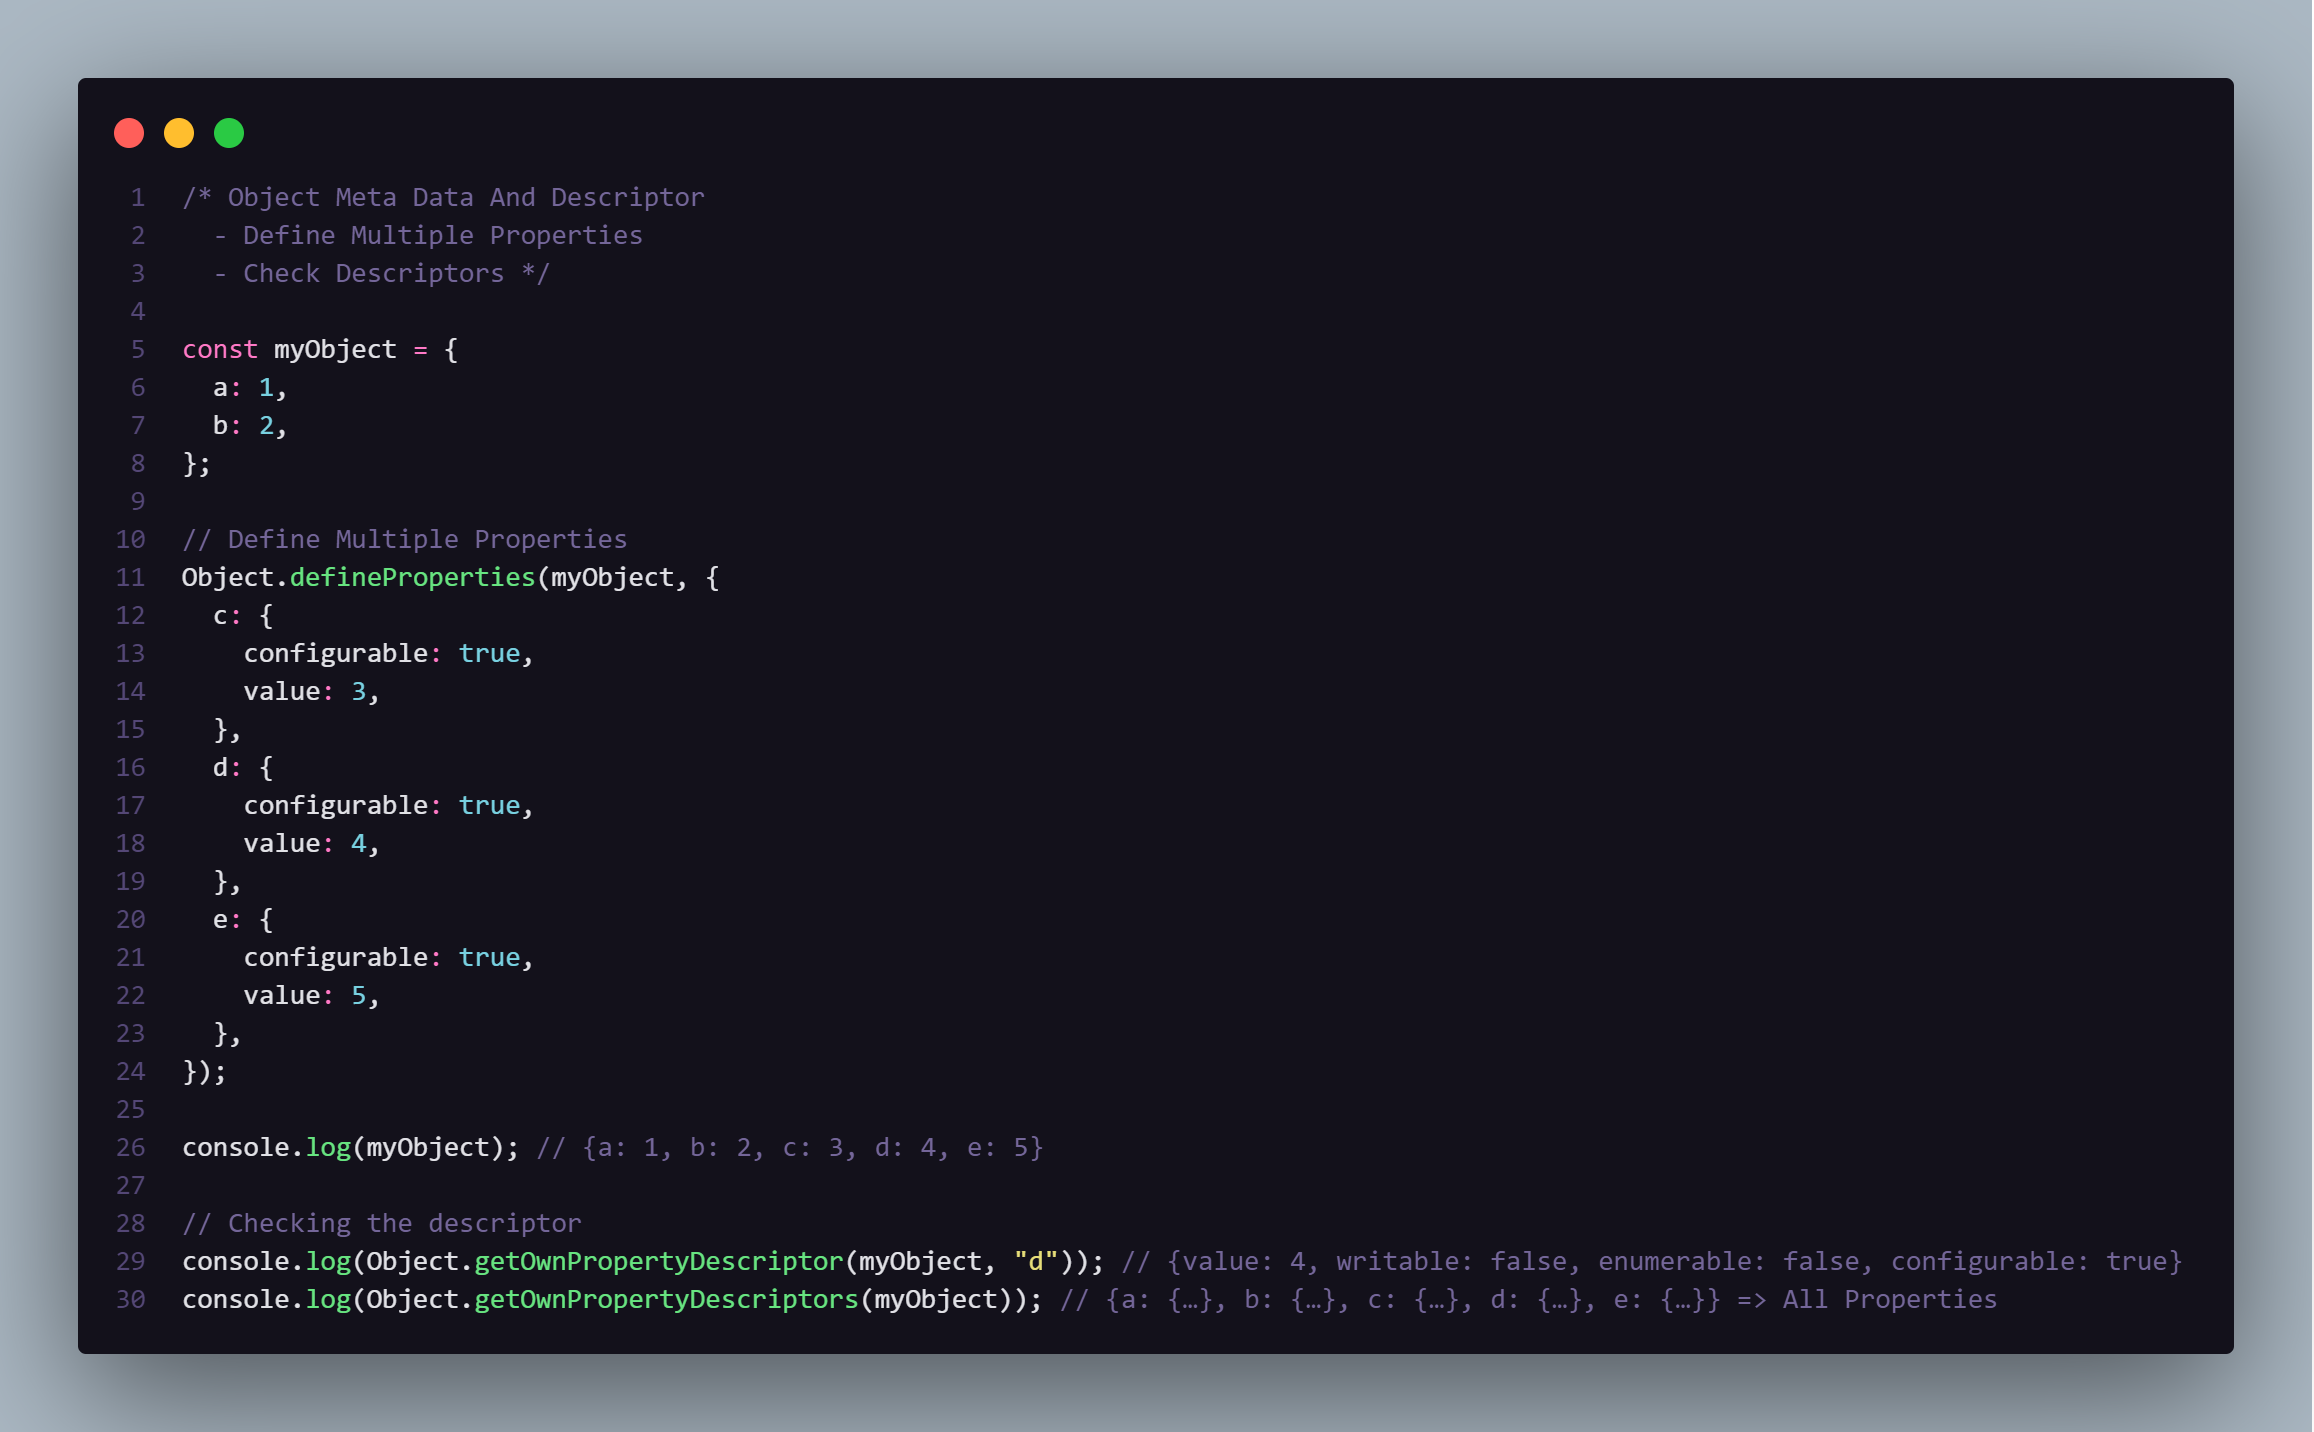 1 /* Object Meta Data And Descriptor
2   - Define Multiple Properties
3   - Check Descriptors */
4
5 const myObject = {
6   a: 1,
7   b: 2,
8 };
9
10 // Define Multiple Properties
11 Object.defineProperties(myObject, {
12   c: {
13     configurable: true,
14     value: 3,
15   },
16   d: {
17     configurable: true,
18     value: 4,
19   },
20   e: {
21     configurable: true,
22     value: 5,
23   },
24 });
25
26 console.log(myObject); // {a: 1, b: 2, c: 3, d: 4, e: 5}
27
28 // Checking the descriptor
29 console.log(Object.getOwnPropertyDescriptor(myObject, "d")); // {value: 4, writable: false, enumerable: false, configurable: true}
30 console.log(Object.getOwnPropertyDescriptors(myObject)); // {a: {…}, b: {…}, c: {…}, d: {…}, e: {…}} => All Properties